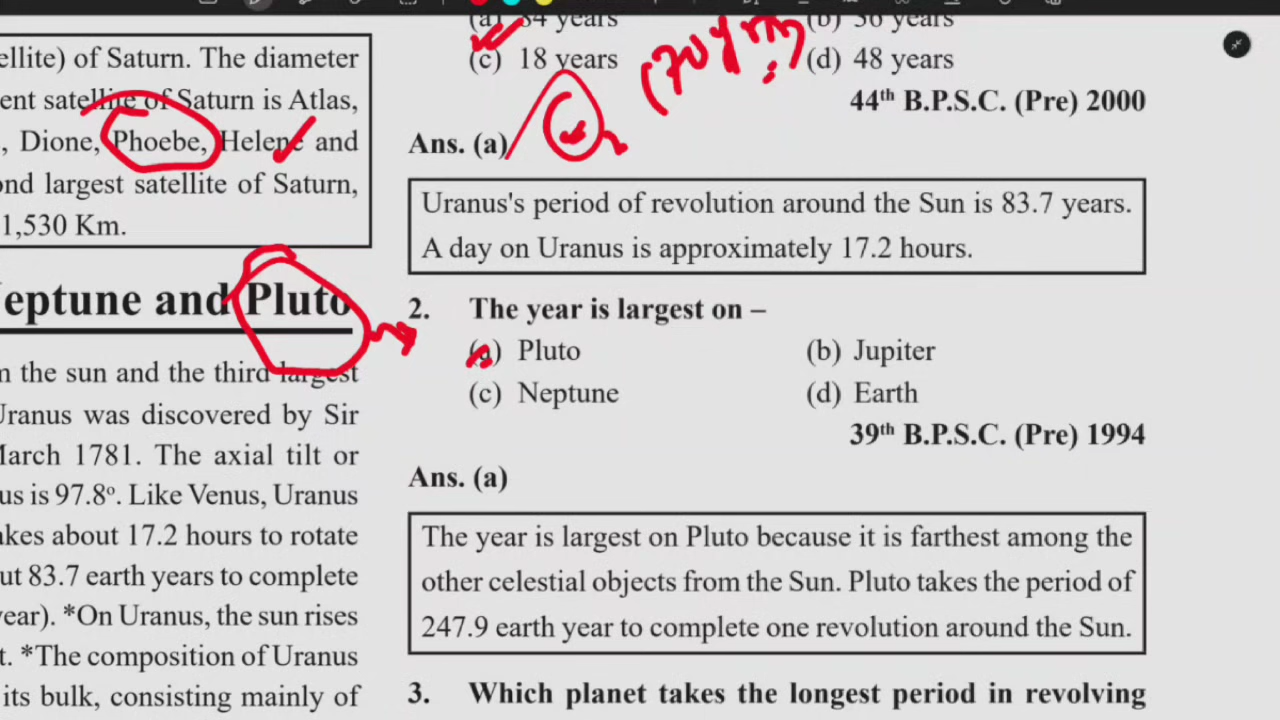 ellite) of Saturn. The diameter
ent satellite of Saturn is Atlas,
, Dione, Phoebe, Helene and
ond largest satellite of Saturn,
1,530 Km.
eptune and Pluto
m the sun and the third largest
Uranus was discovered by Sir
March 1781. The axial tilt or
us is 97.8º. Like Venus, Uranus
akes about 17.2 hours to rotate
ut 83.7 earth years to complete
year). *On Uranus, the sun rises
t. *The composition of Uranus
its bulk, consisting mainly of
(a) 84 years (b) 36 years
(c) 18 years (d) 48 years
44th B.P.S.C. (Pre) 2000
Ans. (a)
Uranus's period of revolution around the Sun is 83.7 years.
A day on Uranus is approximately 17.2 hours.
2. The year is largest on –
(a) Pluto (b) Jupiter
(c) Neptune (d) Earth
39th B.P.S.C. (Pre) 1994
Ans. (a)
The year is largest on Pluto because it is farthest among the
other celestial objects from the Sun. Pluto takes the period of
247.9 earth year to complete one revolution around the Sun.
3. Which planet takes the longest period in revolving